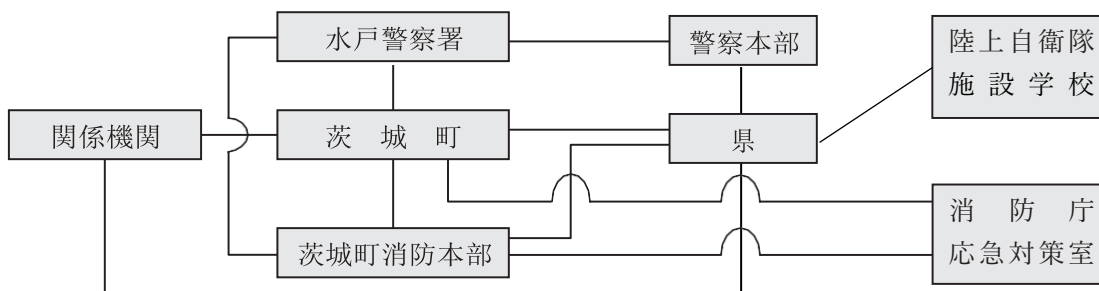 水戸警察署
警察本部
陸上自衛隊
施設学校
関係機関
茨城町
県
茨城町消防本部
消防庁
応急対策室